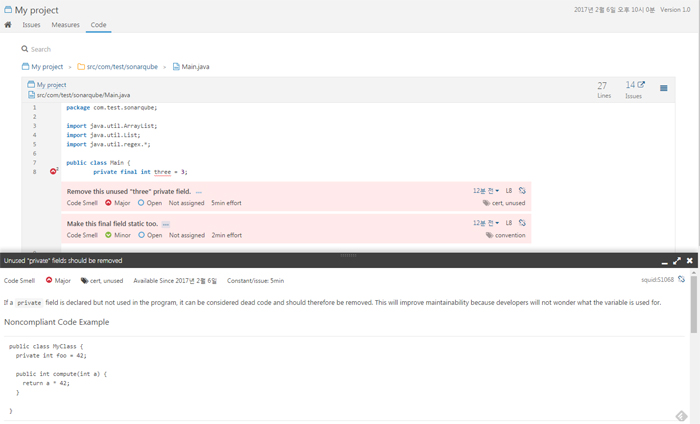 My project
2017년 2월 6일 오후 10시 0분 Version 1.0
Issues Measures Code
Search
My project src/com/test/sonarqube Main.java
My project
src/com/test/sonarqube/Main.java
27 Lines
14 Issues
1 package com.test.sonarqube;
2
3 import java.util.ArrayList;
4 import java.util.List;
5 import java.util.regex.*;
6
7 public class Main {
8 2 private final int three = 3;
Remove this unused "three" private field. ... 12분 전 L8
Code Smell Major Open Not assigned 5min effort cert, unused
Make this final field static too. ... 12분 전 L8
Code Smell Minor Open Not assigned 2min effort convention
Unused "private" fields should be removed
Code Smell Major cert, unused Available Since 2017년 2월 6일 Constant/issue: 5min squid:S1068
If a private field is declared but not used in the program, it can be considered dead code and should therefore be removed. This will improve maintainability because developers will not wonder what the variable is used for.
Noncompliant Code Example
public class MyClass {
private int foo = 42;
public int compute(int a) {
return a * 42;
}
}